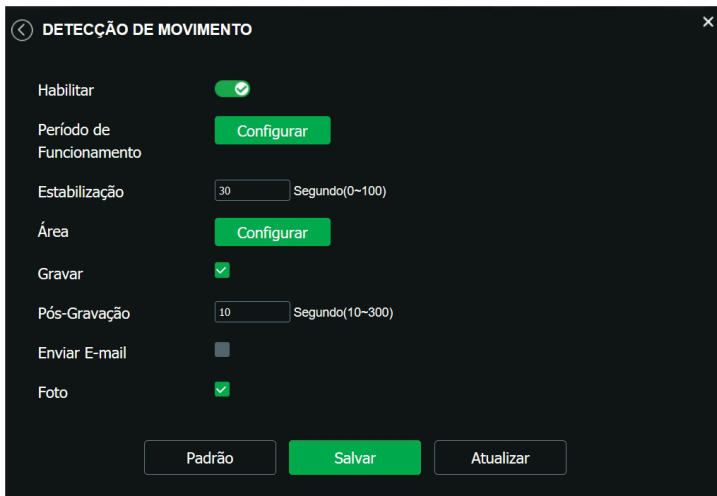 DETECÇÃO DE MOVIMENTO
Habilitar
Período de
Funcionamento
Configurar
Estabilização
30 Segundo(0~100)
Área
Configurar
Gravar
Pós-Gravação
10 Segundo(10~300)
Enviar E-mail
Foto
Padrão Salvar Atualizar